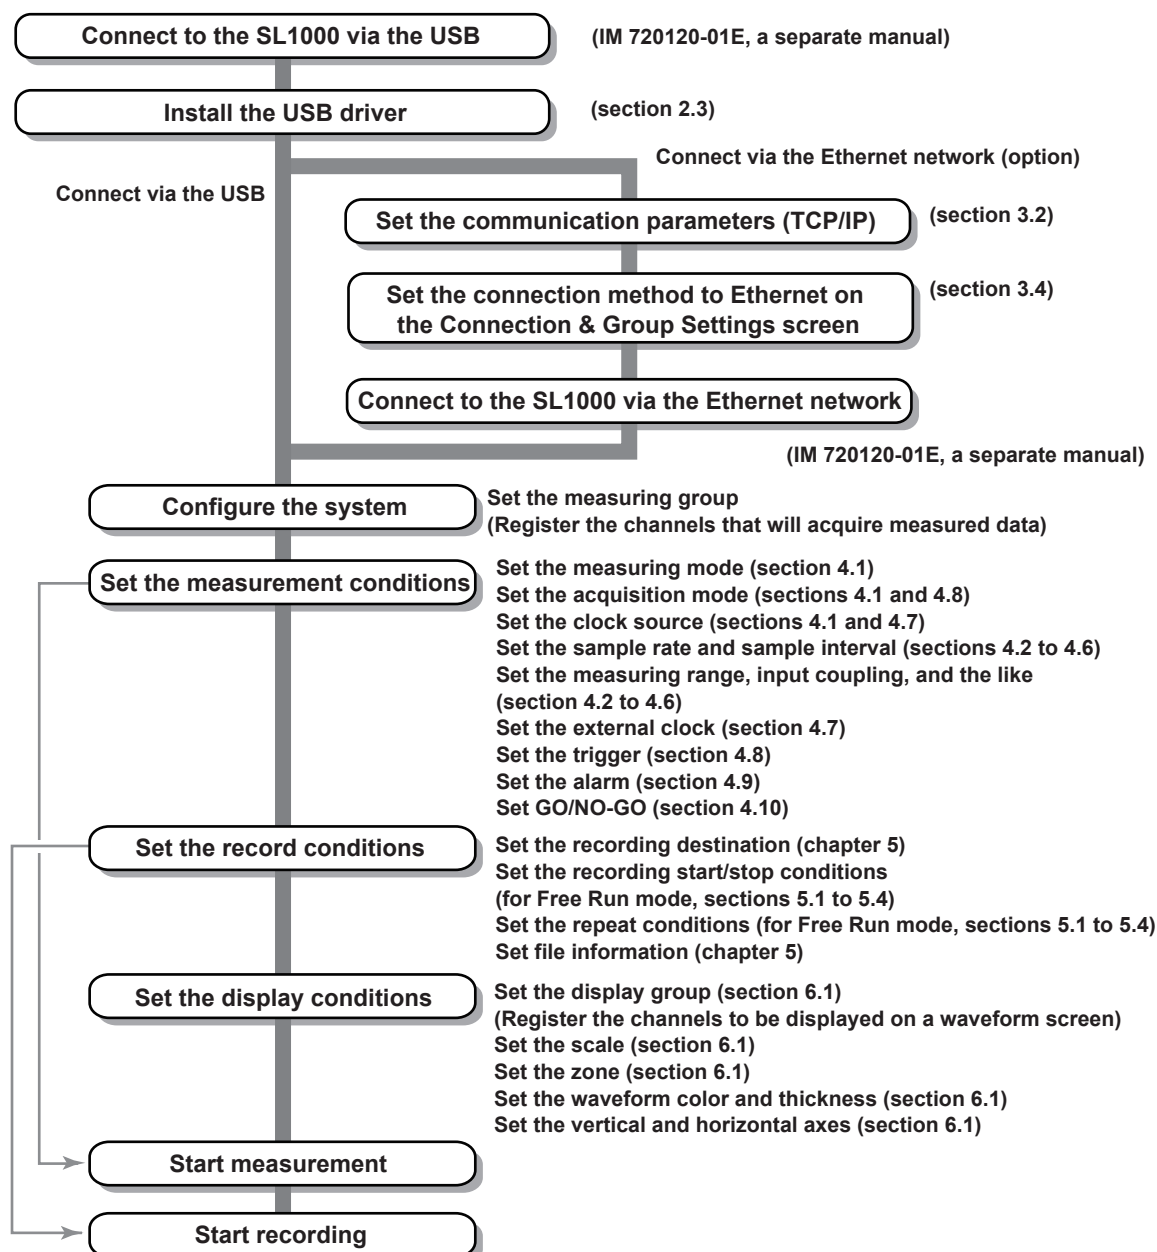 Connect to the SL1000 via the USB
(IM 720120-01E, a separate manual)
Install the USB driver
(section 2.3)
Connect via the Ethernet network (option)
Connect via the USB
Set the communication parameters (TCP/IP)
(section 3.2)
Set the connection method to Ethernet on
the Connection & Group Settings screen
(section 3.4)
Connect to the SL1000 via the Ethernet network
(IM 720120-01E, a separate manual)
Configure the system
Set the measuring group
(Register the channels that will acquire measured data)
Set the measurement conditions
Set the measuring mode (section 4.1)
Set the acquisition mode (sections 4.1 and 4.8)
Set the clock source (sections 4.1 and 4.7)
Set the sample rate and sample interval (sections 4.2 to 4.6)
Set the measuring range, input coupling, and the like
(section 4.2 to 4.6)
Set the external clock (section 4.7)
Set the trigger (section 4.8)
Set the alarm (section 4.9)
Set GO/NO-GO (section 4.10)
Set the record conditions
Set the recording destination (chapter 5)
Set the recording start/stop conditions
(for Free Run mode, sections 5.1 to 5.4)
Set the repeat conditions (for Free Run mode, sections 5.1 to 5.4)
Set file information (chapter 5)
Set the display conditions
Set the display group (section 6.1)
(Register the channels to be displayed on a waveform screen)
Set the scale (section 6.1)
Set the zone (section 6.1)
Set the waveform color and thickness (section 6.1)
Set the vertical and horizontal axes (section 6.1)
Start measurement
Start recording